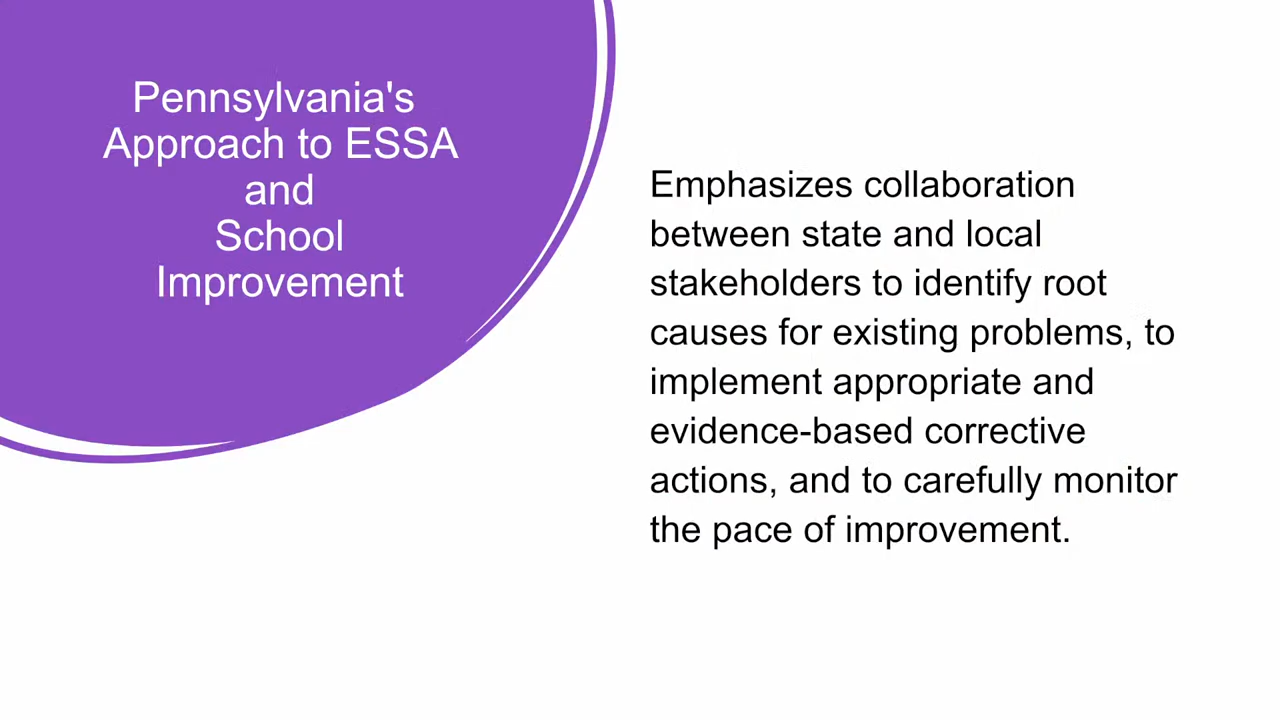 Pennsylvania's
Approach to ESSA
and
School
Improvement
Emphasizes collaboration
between state and local
stakeholders to identify root
causes for existing problems, to
implement appropriate and
evidence-based corrective
actions, and to carefully monitor
the pace of improvement.